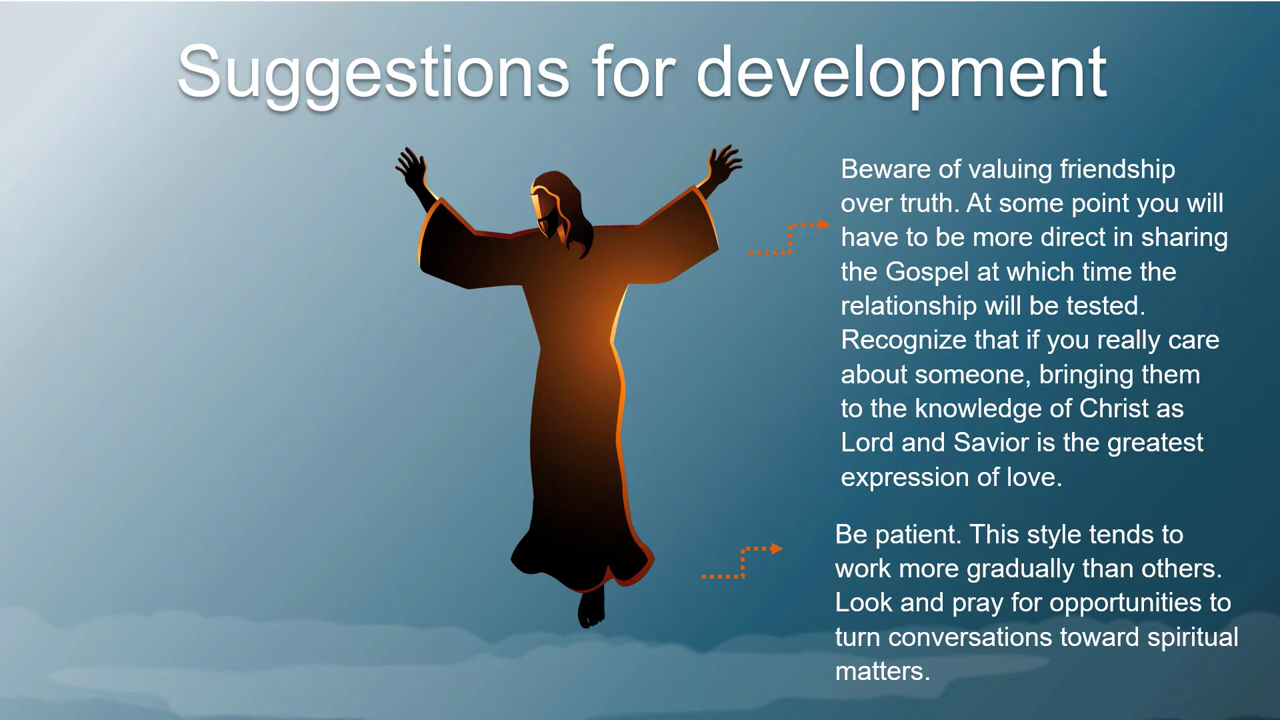 Suggestions for development
Beware of valuing friendship
over truth. At some point you will
have to be more direct in sharing
the Gospel at which time the
relationship will be tested.
Recognize that if you really care
about someone, bringing them
to the knowledge of Christ as
Lord and Savior is the greatest
expression of love.
Be patient. This style tends to
work more gradually than others.
Look and pray for opportunities to
turn conversations toward spiritual
matters.